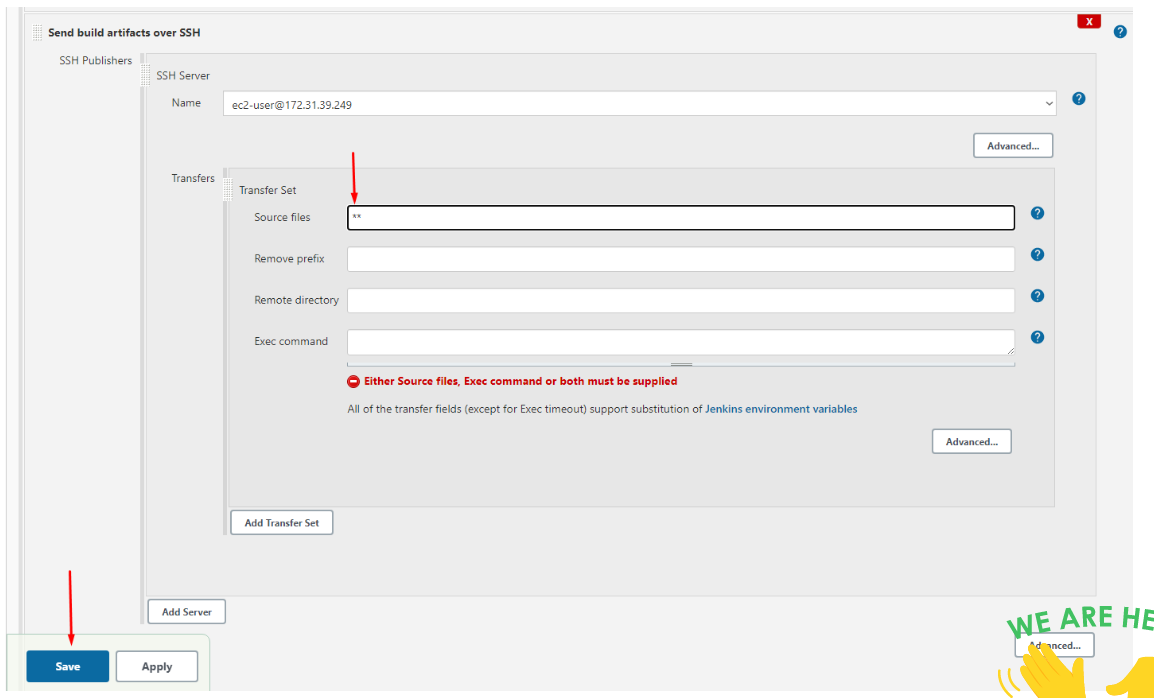 X
Send build artifacts over SSH
?
SSH Publishers
SSH Server
Name
ec2-user@172.31.39.249
?
Advanced...
Transfers
Transfer Set
Source files
**
?
Remove prefix
?
Remote directory
?
Exec command
?
Either Source files, Exec command or both must be supplied
All of the transfer fields (except for Exec timeout) support substitution of Jenkins environment variables
Advanced...
Add Transfer Set
Add Server
WE ARE HE
Advanced...
Save
Apply